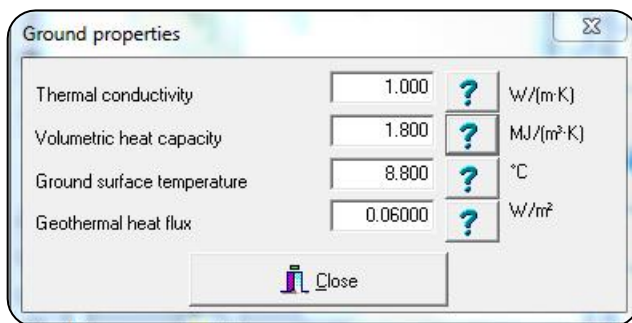 Ground properties
Thermal conductivity 1.000 ? W/(m·K)
Volumetric heat capacity 1.800 ? MJ/(m³·K)
Ground surface temperature 8.800 ? °C
Geothermal heat flux 0.06000 ? W/m²
Close